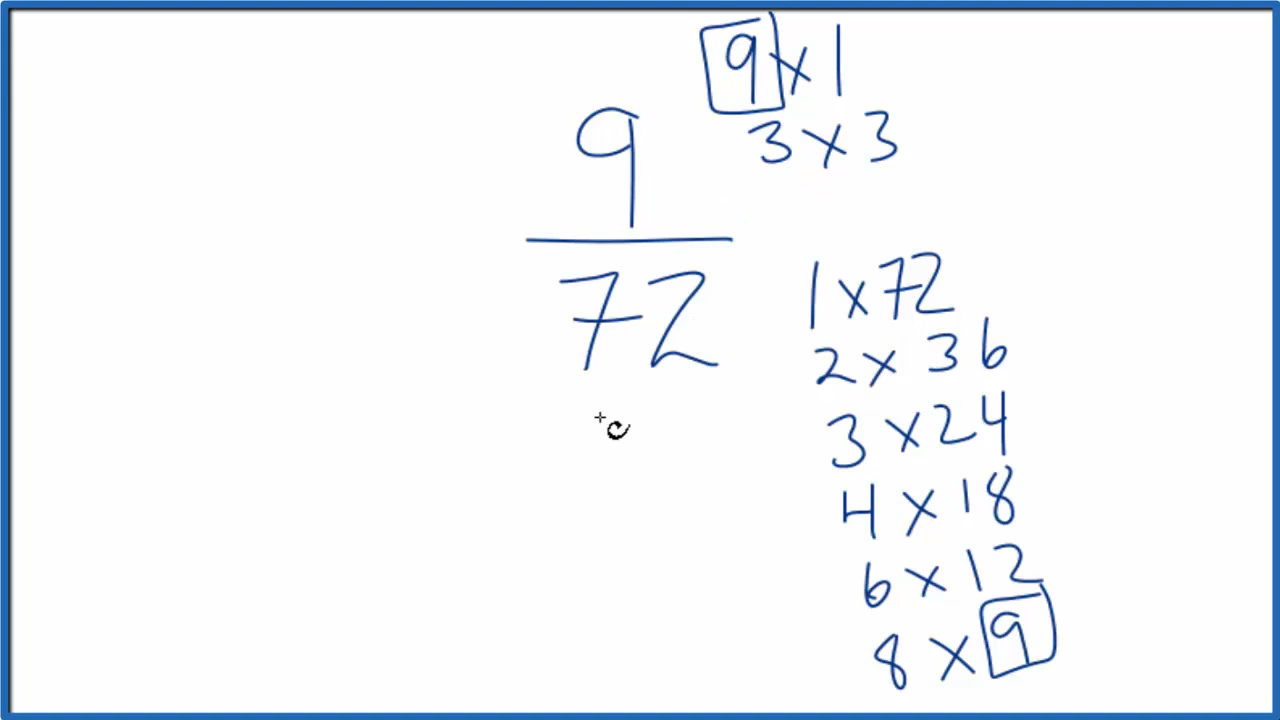 9 x 1
3 x 3
9
72
1 x 72
2 x 36
3 x 24
4 x 18
6 x 12
8 x 9